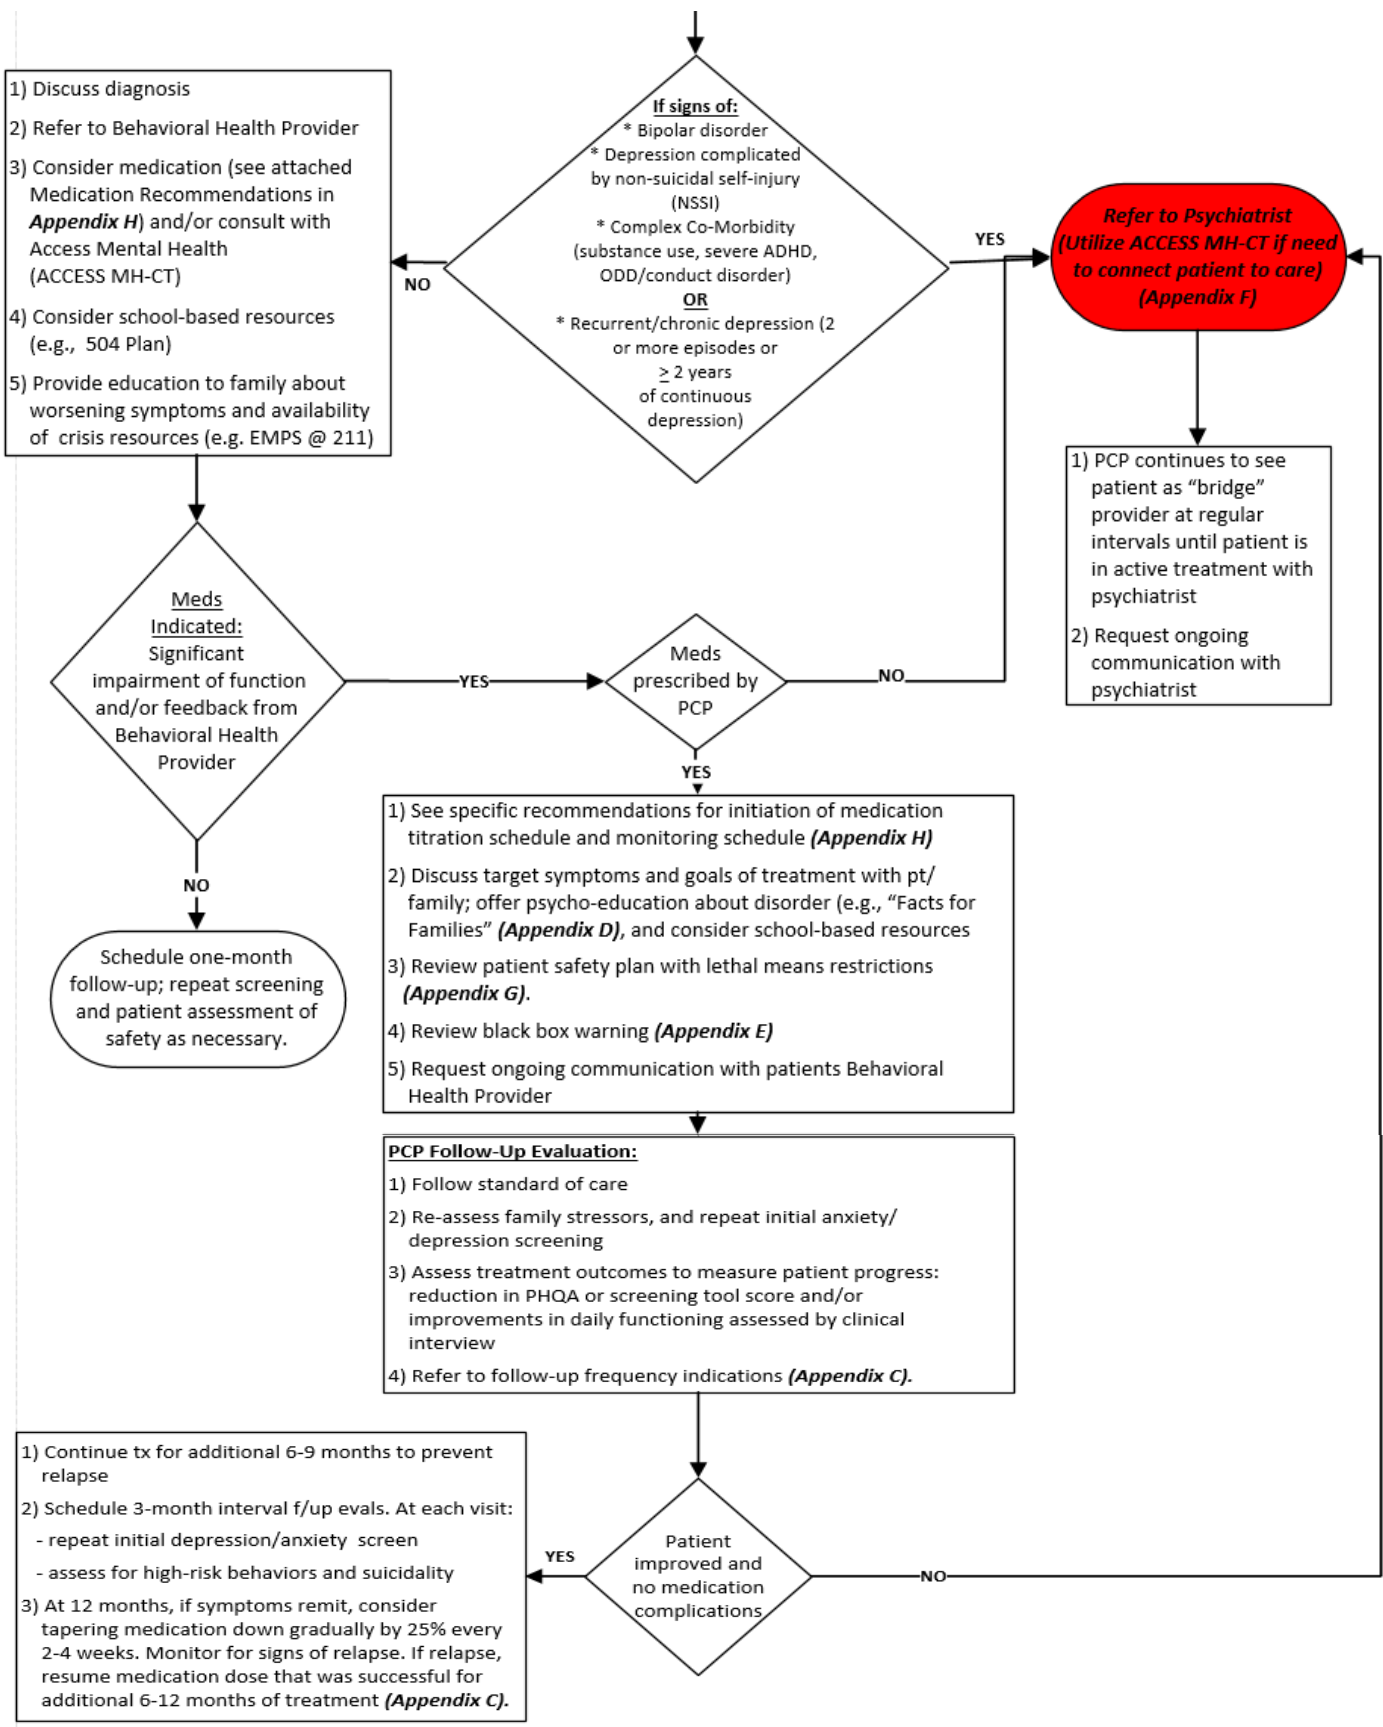 If signs of:
* Bipolar disorder
* Depression complicated
by non-suicidal self-injury
(NSSI)
* Complex Co-Morbidity
(substance use, severe ADHD,
ODD/conduct disorder)
OR
* Recurrent/chronic depression (2
or more episodes or
≥ 2 years
of continuous
depression)
NO
YES
1) Discuss diagnosis
2) Refer to Behavioral Health Provider
3) Consider medication (see attached
Medication Recommendations in
Appendix H) and/or consult with
Access Mental Health
(ACCESS MH-CT)
4) Consider school-based resources
(e.g., 504 Plan)
5) Provide education to family about
worsening symptoms and availability
of crisis resources (e.g. EMPS @ 211)
Refer to Psychiatrist
(Utilize ACCESS MH-CT if need
to connect patient to care)
(Appendix F)
1) PCP continues to see
patient as “bridge”
provider at regular
intervals until patient is
in active treatment with
psychiatrist
2) Request ongoing
communication with
psychiatrist
Meds
Indicated:
Significant
impairment of function
and/or feedback from
Behavioral Health
Provider
YES
Meds
prescribed by
PCP
NO
YES
NO
Schedule one-month
follow-up; repeat screening
and patient assessment of
safety as necessary.
1) See specific recommendations for initiation of medication
titration schedule and monitoring schedule (Appendix H)
2) Discuss target symptoms and goals of treatment with pt/
family; offer psycho-education about disorder (e.g., “Facts for
Families” (Appendix D), and consider school-based resources
3) Review patient safety plan with lethal means restrictions
(Appendix G).
4) Review black box warning (Appendix E)
5) Request ongoing communication with patients Behavioral
Health Provider
PCP Follow-Up Evaluation:
1) Follow standard of care
2) Re-assess family stressors, and repeat initial anxiety/
depression screening
3) Assess treatment outcomes to measure patient progress:
reduction in PHQA or screening tool score and/or
improvements in daily functioning assessed by clinical
interview
4) Refer to follow-up frequency indications (Appendix C).
Patient
improved and
no medication
complications
YES
NO
1) Continue tx for additional 6-9 months to prevent
relapse
2) Schedule 3-month interval f/up evals. At each visit:
- repeat initial depression/anxiety screen
- assess for high-risk behaviors and suicidality
3) At 12 months, if symptoms remit, consider
tapering medication down gradually by 25% every
2-4 weeks. Monitor for signs of relapse. If relapse,
resume medication dose that was successful for
additional 6-12 months of treatment (Appendix C).